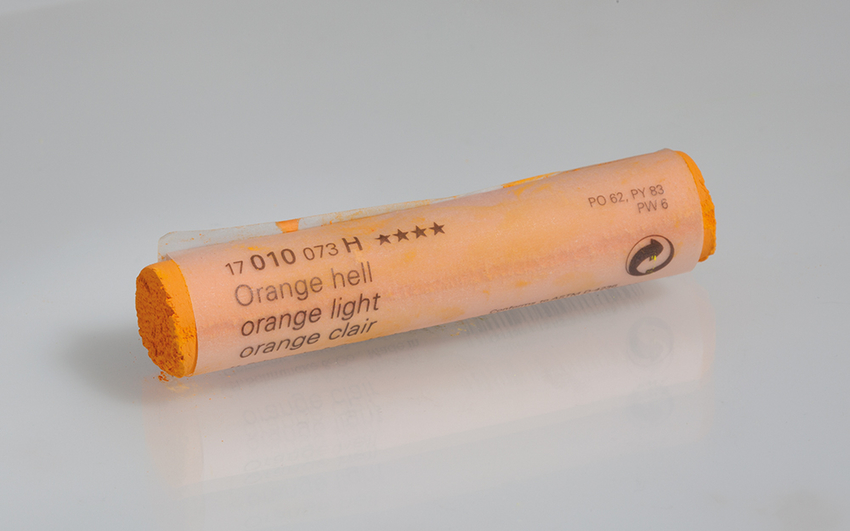 17 010 073 H ★★★★
Orange hell
orange light
orange clair
PO 62, PY 83
PW 6